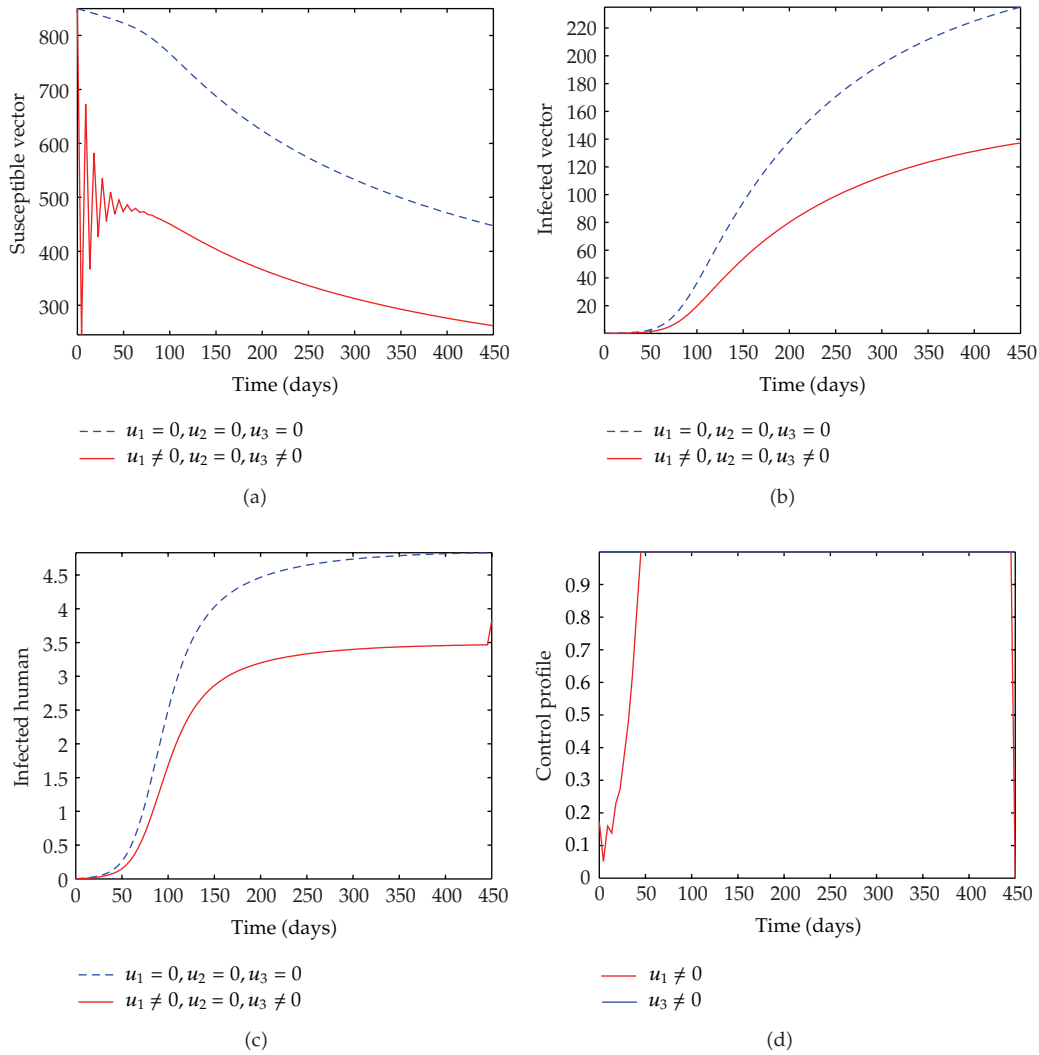 800
700
600
500
400
300
Susceptible vector
0 50 100 150 200 250 300 350 400 450
Time (days)
u₁ = 0, u₂ = 0, u₃ = 0
u₁ ≠ 0, u₂ = 0, u₃ ≠ 0
(a)
220
200
180
160
140
120
100
80
60
40
20
Infected vector
0 50 100 150 200 250 300 350 400 450
Time (days)
u₁ = 0, u₂ = 0, u₃ = 0
u₁ ≠ 0, u₂ = 0, u₃ ≠ 0
(b)
4.5
4
3.5
3
2.5
2
1.5
1
0.5
0
Infected human
0 50 100 150 200 250 300 350 400 450
Time (days)
u₁ = 0, u₂ = 0, u₃ = 0
u₁ ≠ 0, u₂ = 0, u₃ ≠ 0
(c)
0.9
0.8
0.7
0.6
0.5
0.4
0.3
0.2
0.1
0
Control profile
0 50 100 150 200 250 300 350 400 450
Time (days)
u₁ ≠ 0
u₃ ≠ 0
(d)